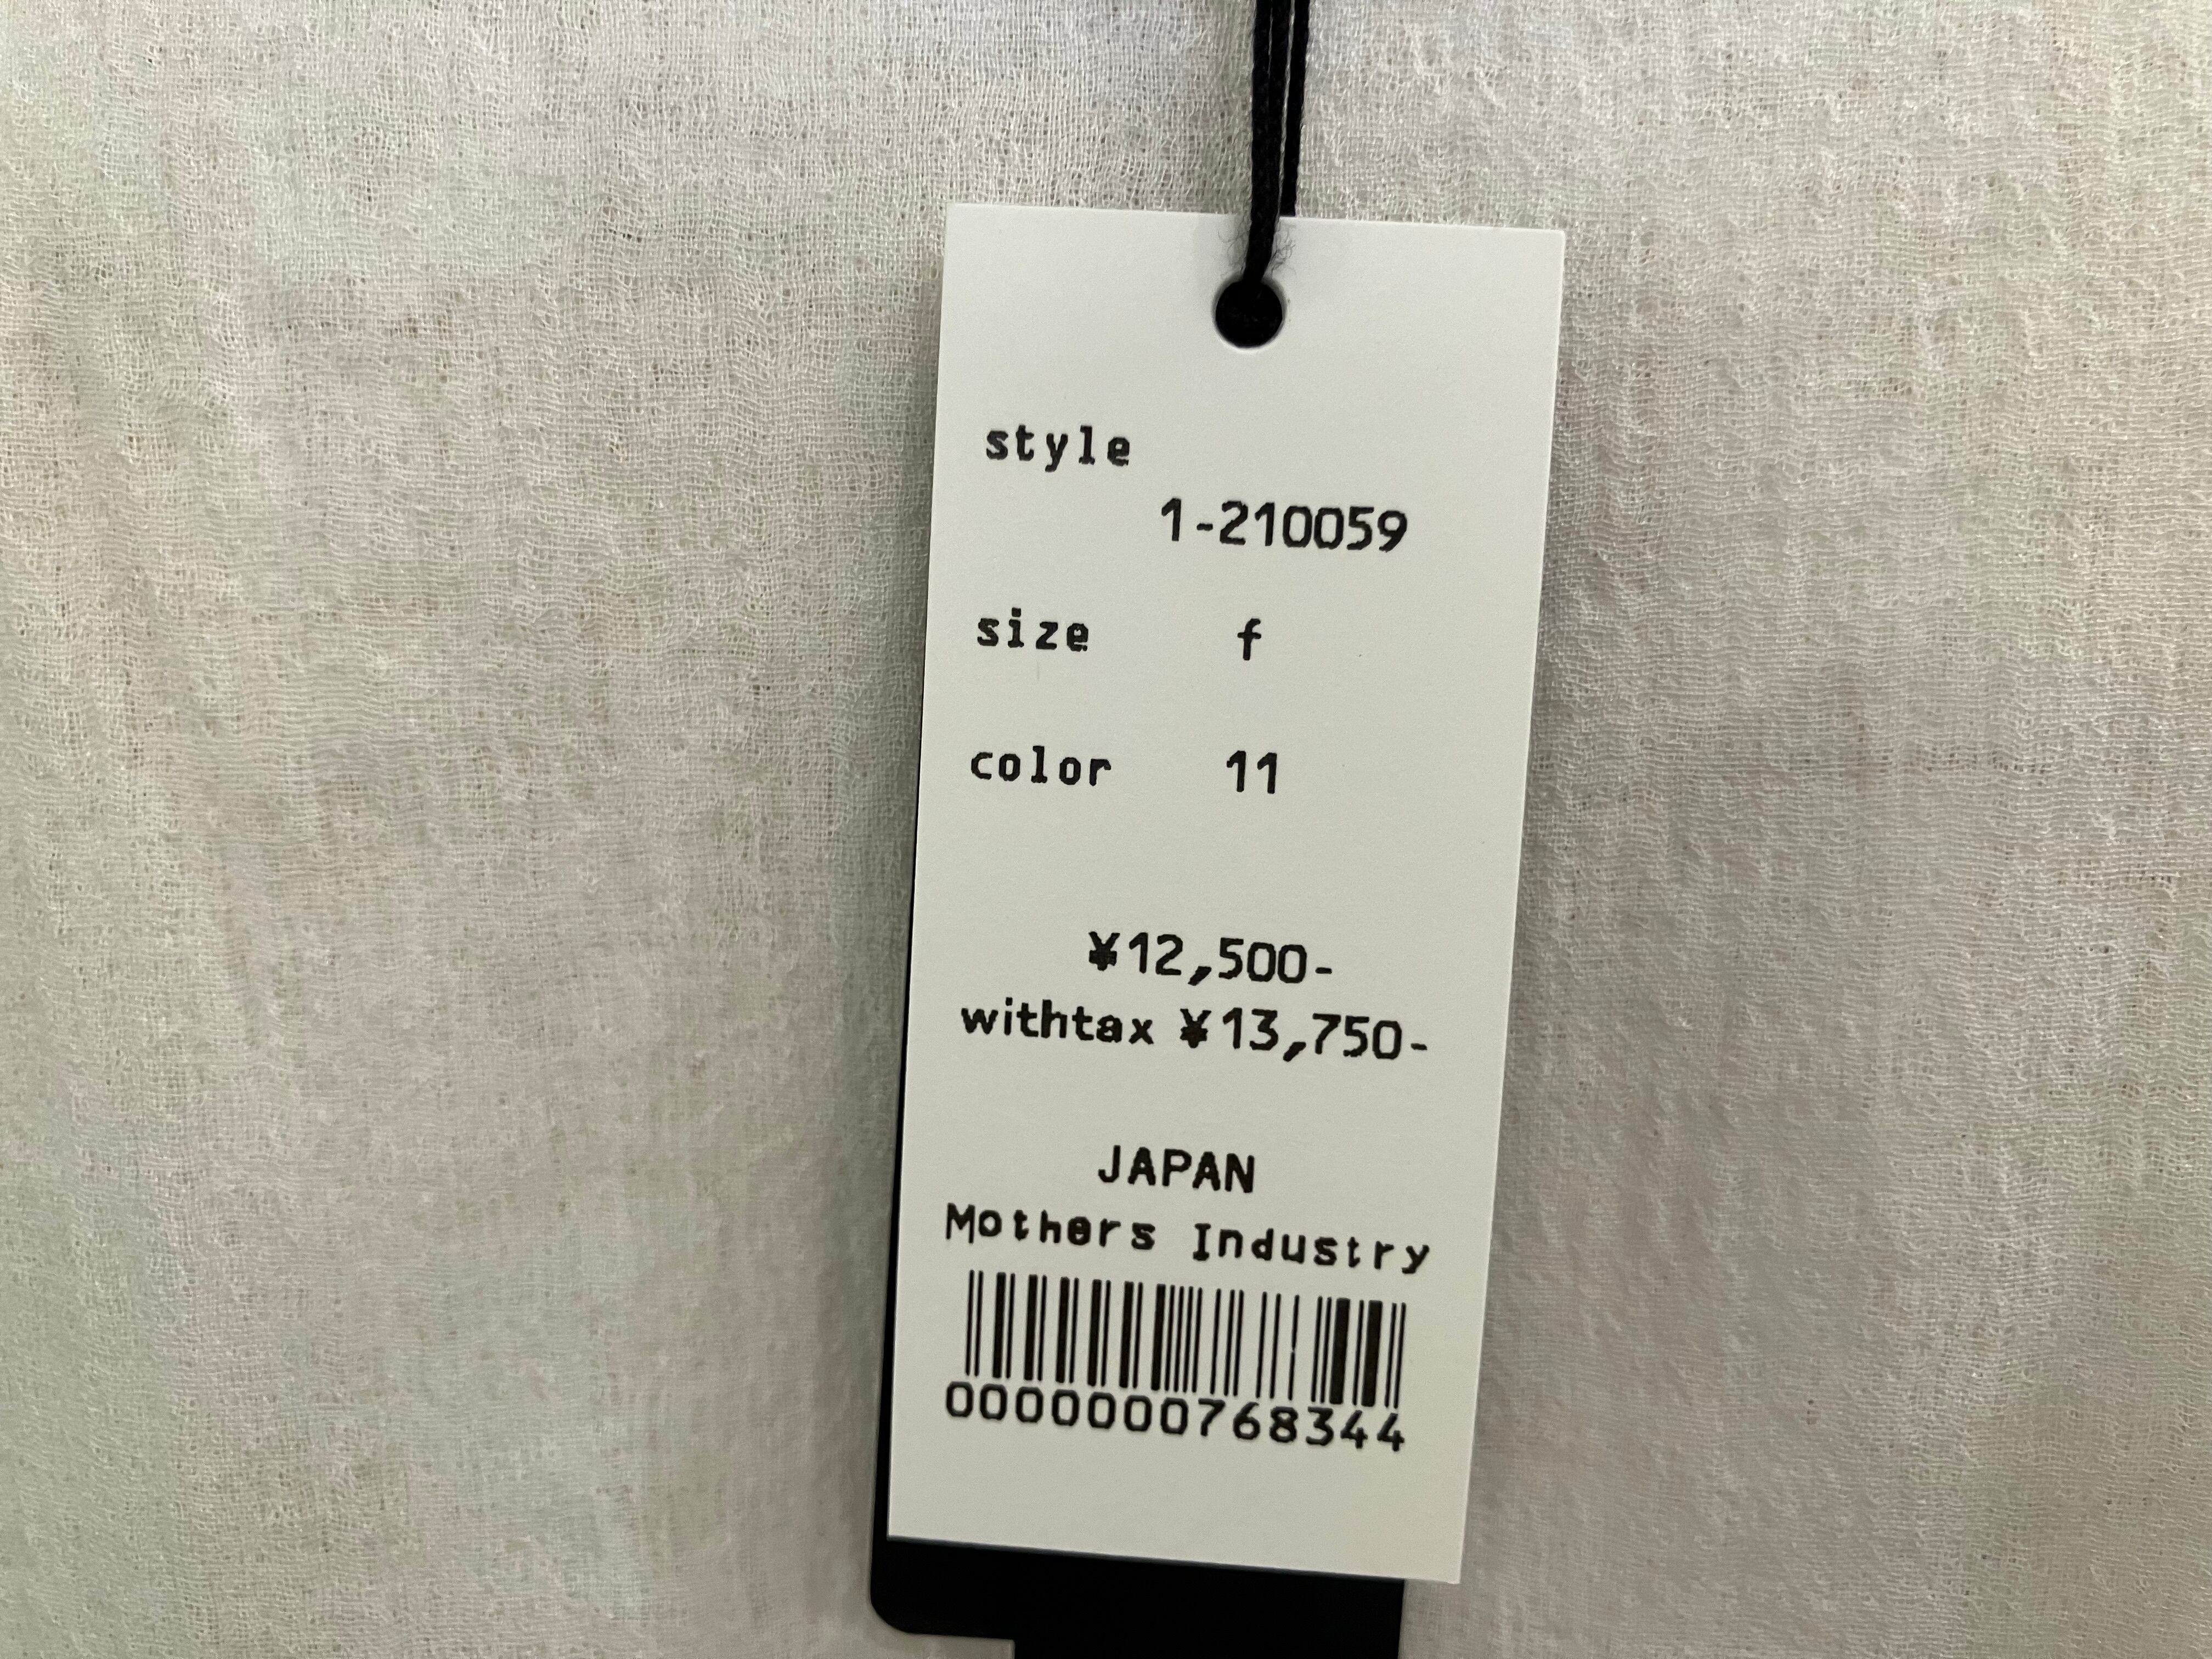 style
1-210059
size f
color 11
¥12,500-
withtax ¥13,750-
JAPAN
Mothers Industry
0000000768344